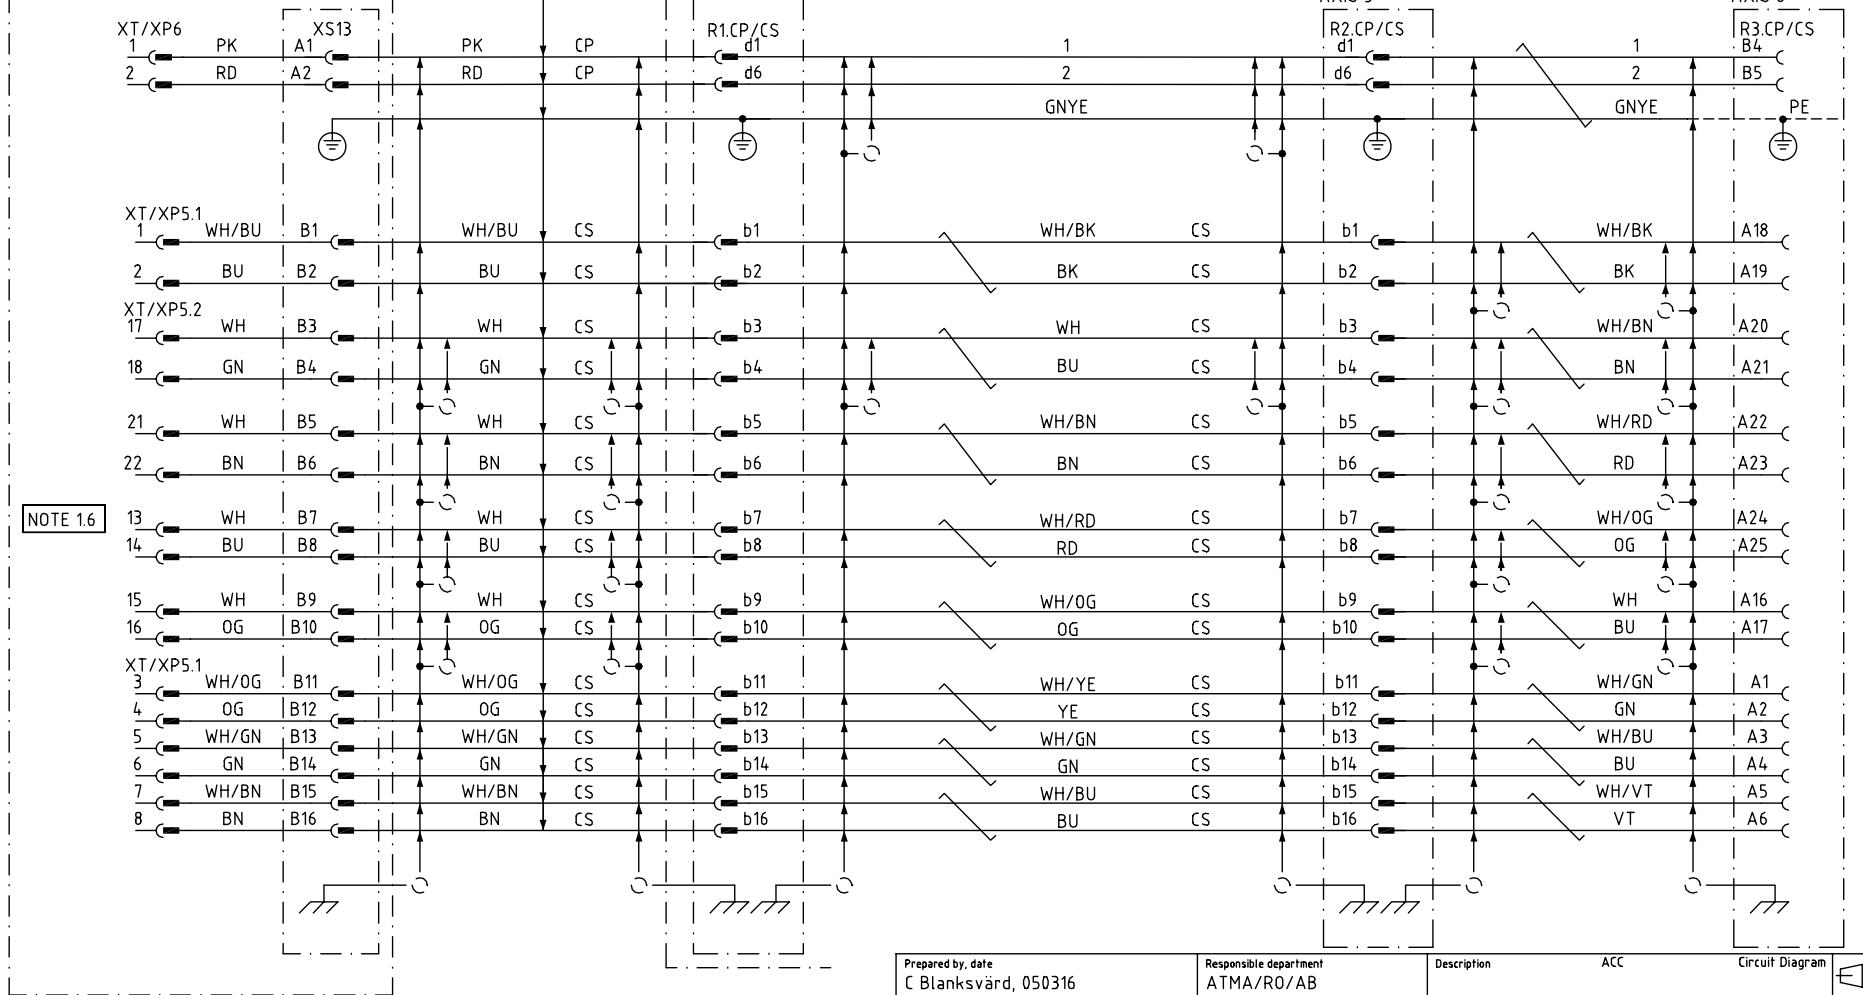 XT/XP6 XS13 R1.CP/CS R2.CP/CS R3.CP/CS
1 PK A1 PK CP d1 1 d1 1 B4
2 RD A2 RD CP d6 2 d6 2 B5
GNYE GNYE PE
XT/XP5.1
1 WH/BU B1 WH/BU CS b1 WH/BK CS b1 WH/BK A18
2 BU B2 BU CS b2 BK CS b2 BK A19
XT/XP5.2
17 WH B3 WH CS b3 WH CS b3 WH/BN A20
18 GN B4 GN CS b4 BU CS b4 BN A21
21 WH B5 WH CS b5 WH/BN CS b5 WH/RD A22
22 BN B6 BN CS b6 BN CS b6 RD A23
NOTE 1.6
13 WH B7 WH CS b7 WH/RD CS b7 WH/OG A24
14 BU B8 BU CS b8 RD CS b8 OG A25
15 WH B9 WH CS b9 WH/OG CS b9 WH A16
16 OG B10 OG CS b10 OG CS b10 BU A17
XT/XP5.1
3 WH/OG B11 WH/OG CS b11 WH/YE CS b11 WH/GN A1
4 OG B12 OG CS b12 YE CS b12 GN A2
5 WH/GN B13 WH/GN CS b13 WH/GN CS b13 WH/BU A3
6 GN B14 GN CS b14 GN CS b14 BU A4
7 WH/BN B15 WH/BN CS b15 WH/BU CS b15 WH/VT A5
8 BN B16 BN CS b16 BU CS b16 VT A6
Prepared by, date Responsible department Description ACC Circuit Diagram
C Blanksvärd, 050316 ATMA/RO/AB